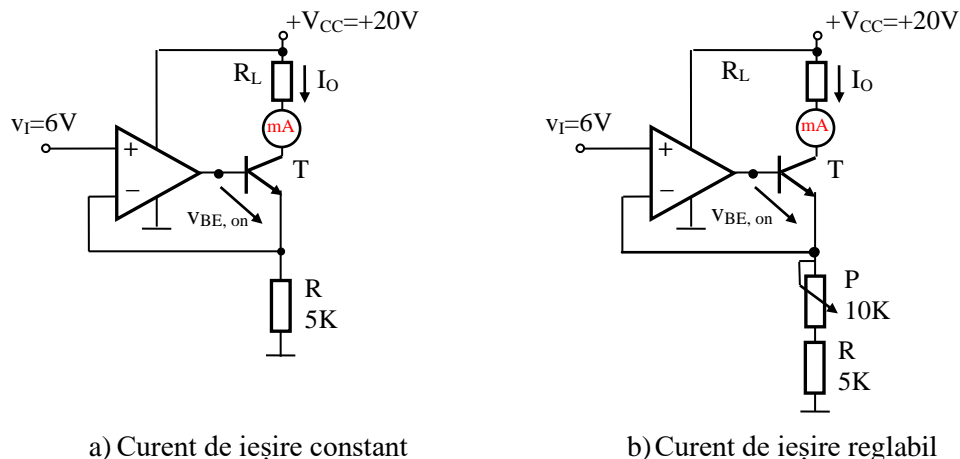 +VCC=+20V
RL
IO
vI=6V
mA
+
−
T
vBE, on
R
5K
a) Curent de ieșire constant
+VCC=+20V
RL
IO
vI=6V
mA
+
−
T
vBE, on
P
10K
R
5K
b) Curent de ieșire reglabil